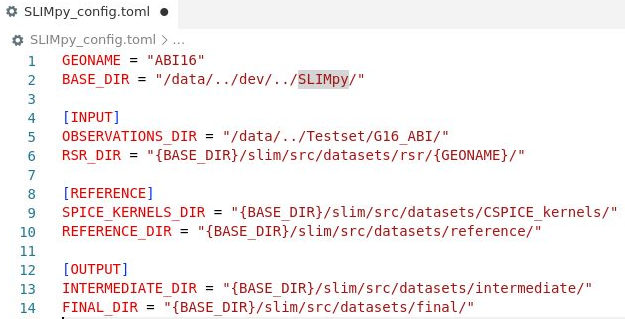 SLIMpy_config.toml ●
SLIMpy_config.toml > ...
1 GEONAME = "ABI16"
2 BASE_DIR = "/data/../dev/../SLIMpy/"
3
4 [INPUT]
5 OBSERVATIONS_DIR = "/data/../Testset/G16_ABI/"
6 RSR_DIR = "{BASE_DIR}/slim/src/datasets/rsr/{GEONAME}/"
7
8 [REFERENCE]
9 SPICE_KERNELS_DIR = "{BASE_DIR}/slim/src/datasets/CSPICE_kernels/"
10 REFERENCE_DIR = "{BASE_DIR}/slim/src/datasets/reference/"
11
12 [OUTPUT]
13 INTERMEDIATE_DIR = "{BASE_DIR}/slim/src/datasets/intermediate/"
14 FINAL_DIR = "{BASE_DIR}/slim/src/datasets/final/"